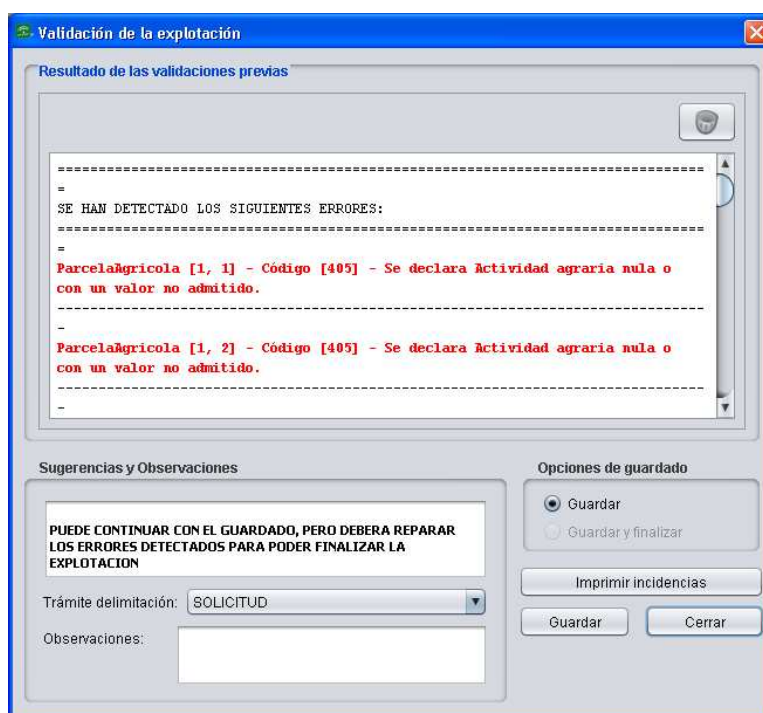 Validación de la explotación
Resultado de las validaciones previas
===============================================================================
=
SE HAN DETECTADO LOS SIGUIENTES ERRORES:
===============================================================================
=
ParcelaAgricola [1, 1] - Código [405] - Se declara Actividad agraria nula o
con un valor no admitido.
-------------------------------------------------------------------------------
-
ParcelaAgricola [1, 2] - Código [405] - Se declara Actividad agraria nula o
con un valor no admitido.
-------------------------------------------------------------------------------
-
Sugerencias y Observaciones
PUEDE CONTINUAR CON EL GUARDADO, PERO DEBERA REPARAR
LOS ERRORES DETECTADOS PARA PODER FINALIZAR LA
EXPLOTACION
Trámite delimitación: SOLICITUD
Observaciones:
Opciones de guardado
Guardar
Guardar y finalizar
Imprimir incidencias
Guardar Cerrar